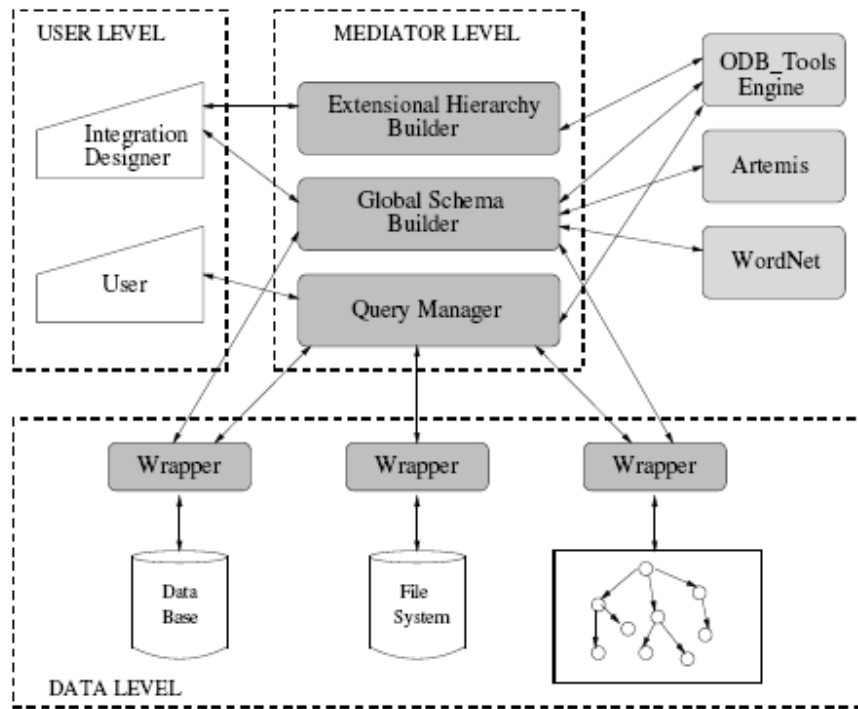 USER LEVEL
MEDIATOR LEVEL
Extensional Hierarchy
Builder
ODB_Tools
Engine
Integration
Designer
Artemis
Global Schema
Builder
WordNet
User
Query Manager
Wrapper
Wrapper
Wrapper
Data
Base
File
System
DATA LEVEL